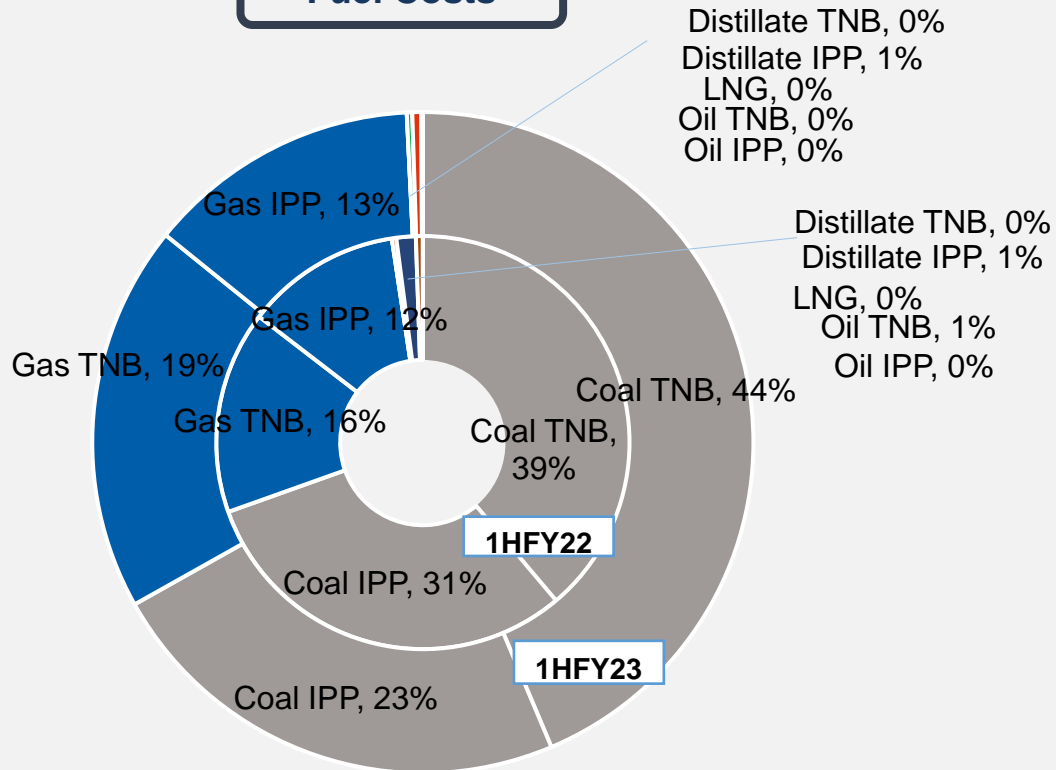 Fuel Costs
Distillate TNB, 0%
Distillate IPP, 1%
LNG, 0%
Oil TNB, 0%
Oil IPP, 0%
Gas IPP, 13%
Distillate TNB, 0%
Distillate IPP, 1%
LNG, 0%
Oil TNB, 1%
Oil IPP, 0%
Gas IPP, 12%
Gas TNB, 19%
Coal TNB, 44%
Gas TNB, 16%
Coal TNB,
39%
1HFY22
Coal IPP, 31%
1HFY23
Coal IPP, 23%